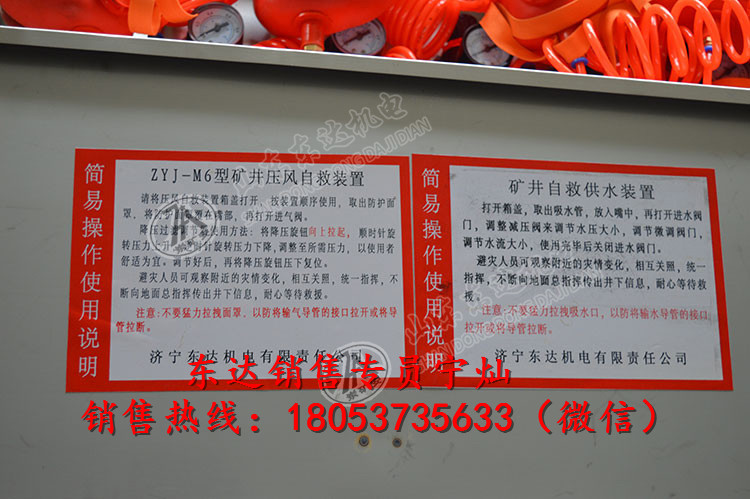 简易操作使用说明
ZYJ-M6型矿井压风自救装置
请将压风自救装置箱盖打开，按装置顺序使用，取出防护面
罩，将
部，再打开进气阀。
降压过
使用方法：将降压旋钮向上拉起，顺时针旋
转压力上升
针旋转压力下降，调整至所需压力，以使用者
舒适为宜。调节好后，再将降压旋钮压下复位。
避灾人员可观察附近的灾情变化，相互关照，统一指挥，不
断向地面总指挥传出井下信息，耐心等待救援。
注意：不要猛力拉拽面罩，以防将输气导管的接口拉开或将导
管拉断。
济宁东达机电有限责任公司
简易操作使用说明
矿井自救供水装置
打开箱盖，取出吸水管，放入嘴中，再打开进水阀
门，调整减压阀来调节水压大小，调节微调阀门，
调节水流大小，使用完毕后关闭进水阀门。
避灾人员可观察附近的灾情变化，相互关照，统一
指挥，不断向地面总指挥传出井下信息，耐心等待救
援。
注意：不要猛力拉拽吸水口，以防将输水导管的接口
拉开或将导管拉断。
济宁东达机电有限责任公司
山东东达机电
SHANDONG DONGDAJIDIAN
东达销售专员宁灿
销售热线：18053735633（微信）